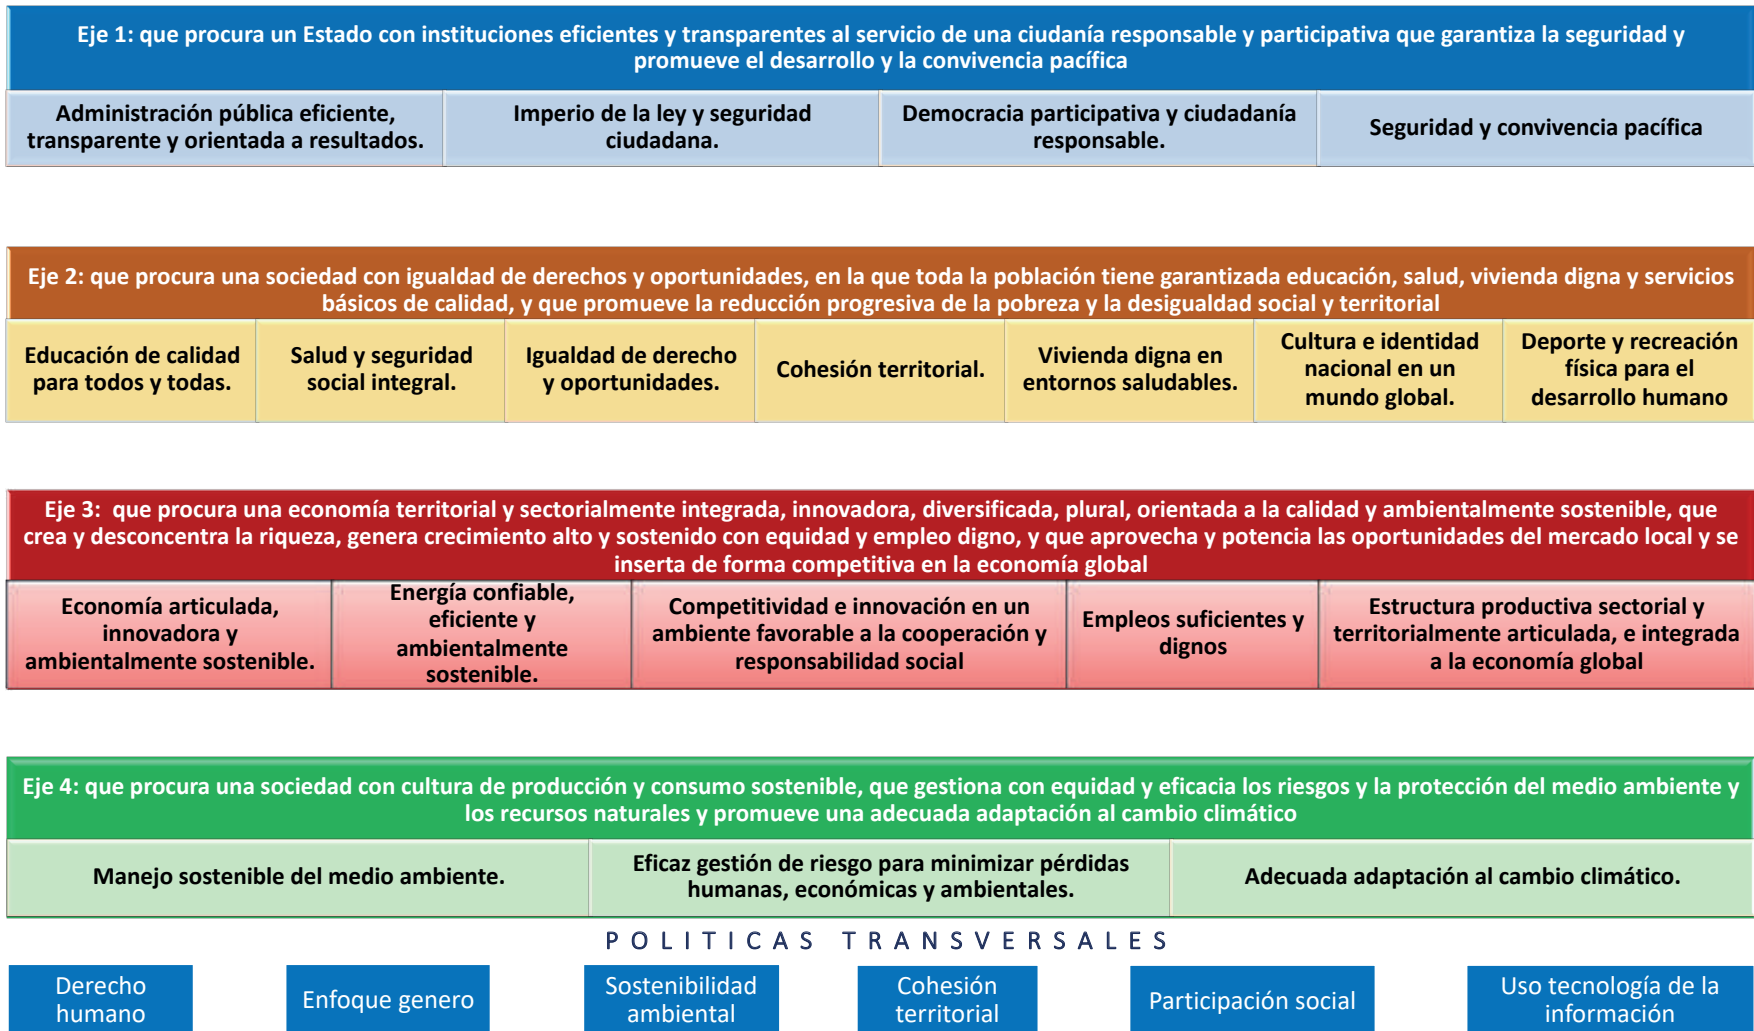 Eje 1: que procura un Estado con instituciones eficientes y transparentes al servicio de una ciudanía responsable y participativa que garantiza la seguridad y
promueve el desarrollo y la convivencia pacífica
Administración pública eficiente,
transparente y orientada a resultados.
Imperio de la ley y seguridad
ciudadana.
Democracia participativa y ciudadanía
responsable.
Seguridad y convivencia pacífica
Eje 2: que procura una sociedad con igualdad de derechos y oportunidades, en la que toda la población tiene garantizada educación, salud, vivienda digna y servicios
básicos de calidad, y que promueve la reducción progresiva de la pobreza y la desigualdad social y territorial
Educación de calidad
para todos y todas.
Salud y seguridad
social integral.
Igualdad de derecho
y oportunidades.
Cohesión territorial.
Vivienda digna en
entornos saludables.
Cultura e identidad
nacional en un
mundo global.
Deporte y recreación
física para el
desarrollo humano
Eje 3:  que procura una economía territorial y sectorialmente integrada, innovadora, diversificada, plural, orientada a la calidad y ambientalmente sostenible, que
crea y desconcentra la riqueza, genera crecimiento alto y sostenido con equidad y empleo digno, y que aprovecha y potencia las oportunidades del mercado local y se
inserta de forma competitiva en la economía global
Economía articulada,
innovadora y
ambientalmente sostenible.
Energía confiable,
eficiente y
ambientalmente
sostenible.
Competitividad e innovación en un
ambiente favorable a la cooperación y
responsabilidad social
Empleos suficientes y
dignos
Estructura productiva sectorial y
territorialmente articulada, e integrada
a la economía global
Eje 4: que procura una sociedad con cultura de producción y consumo sostenible, que gestiona con equidad y eficacia los riesgos y la protección del medio ambiente y
los recursos naturales y promueve una adecuada adaptación al cambio climático
Manejo sostenible del medio ambiente.
Eficaz gestión de riesgo para minimizar pérdidas
humanas, económicas y ambientales.
Adecuada adaptación al cambio climático.
POLITICAS TRANSVERSALES
Derecho
humano
Enfoque genero
Sostenibilidad
ambiental
Cohesión
territorial
Participación social
Uso tecnología de la
información